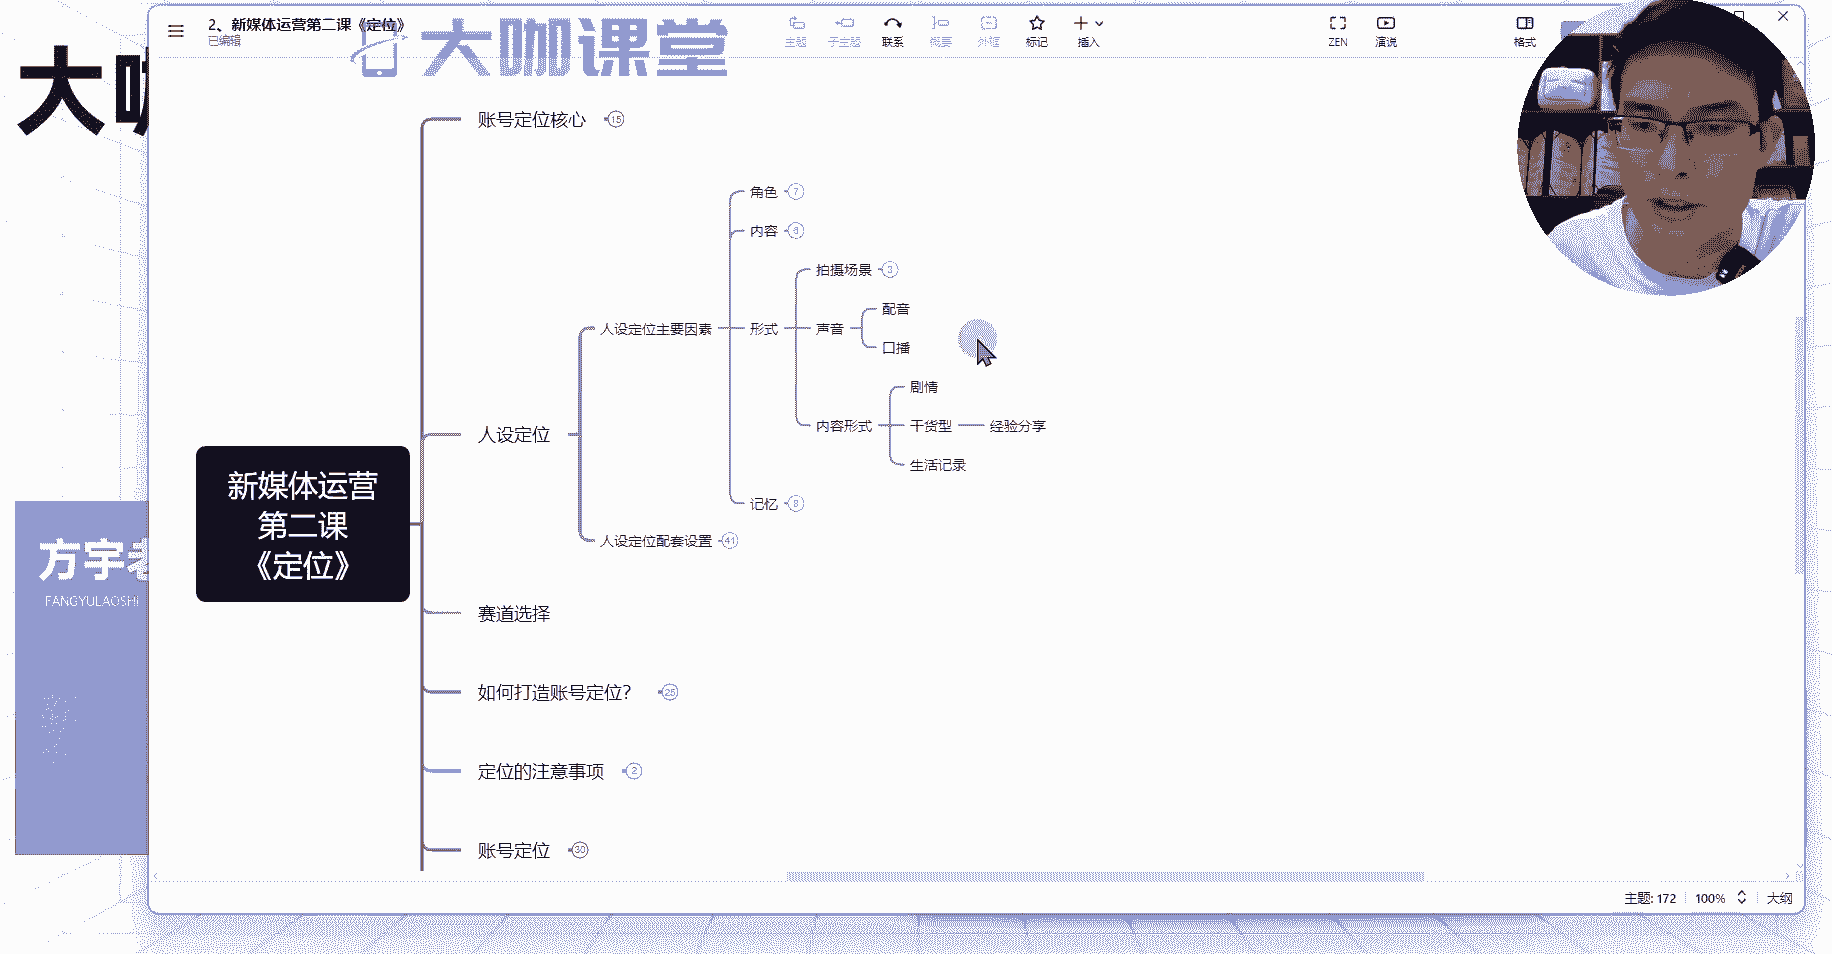 2、新媒体运营第二课《定位》
已编辑
大咖课堂
主题
子主题
联系
概要
外框
标记
插入
ZEN
演说
格式
大咖
账号定位核心 15
角色 7
内容
拍摄场景 3
配音
人设定位主要因素
形式
声音
口播
剧情
内容形式
干货型
经验分享
人设定位
生活记录
新媒体运营
第二课
《定位》
记忆 8
人设定位配套设置 41
方宇老
FANGYULAOSHI
赛道选择
如何打造账号定位? 25
定位的注意事项 2
账号定位 30
主题: 172
100%
大纲